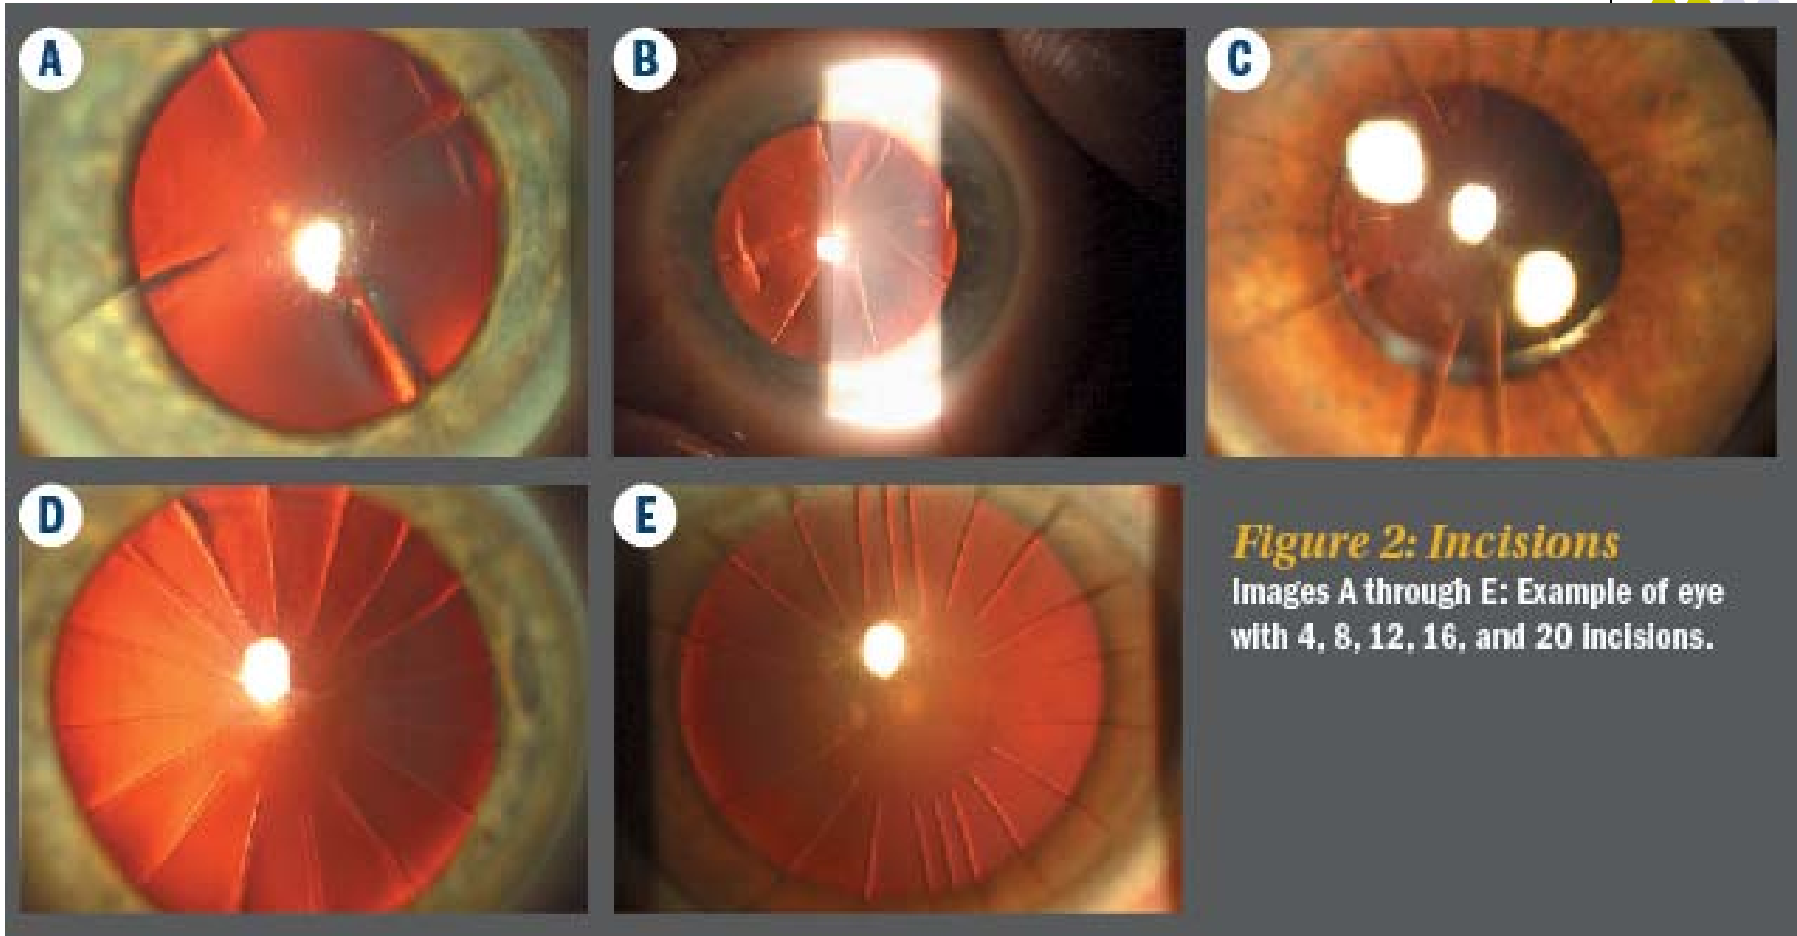 A
B
C
D
E
Figure 2: Incisions
Images A through E: Example of eye
with 4, 8, 12, 16, and 20 incisions.